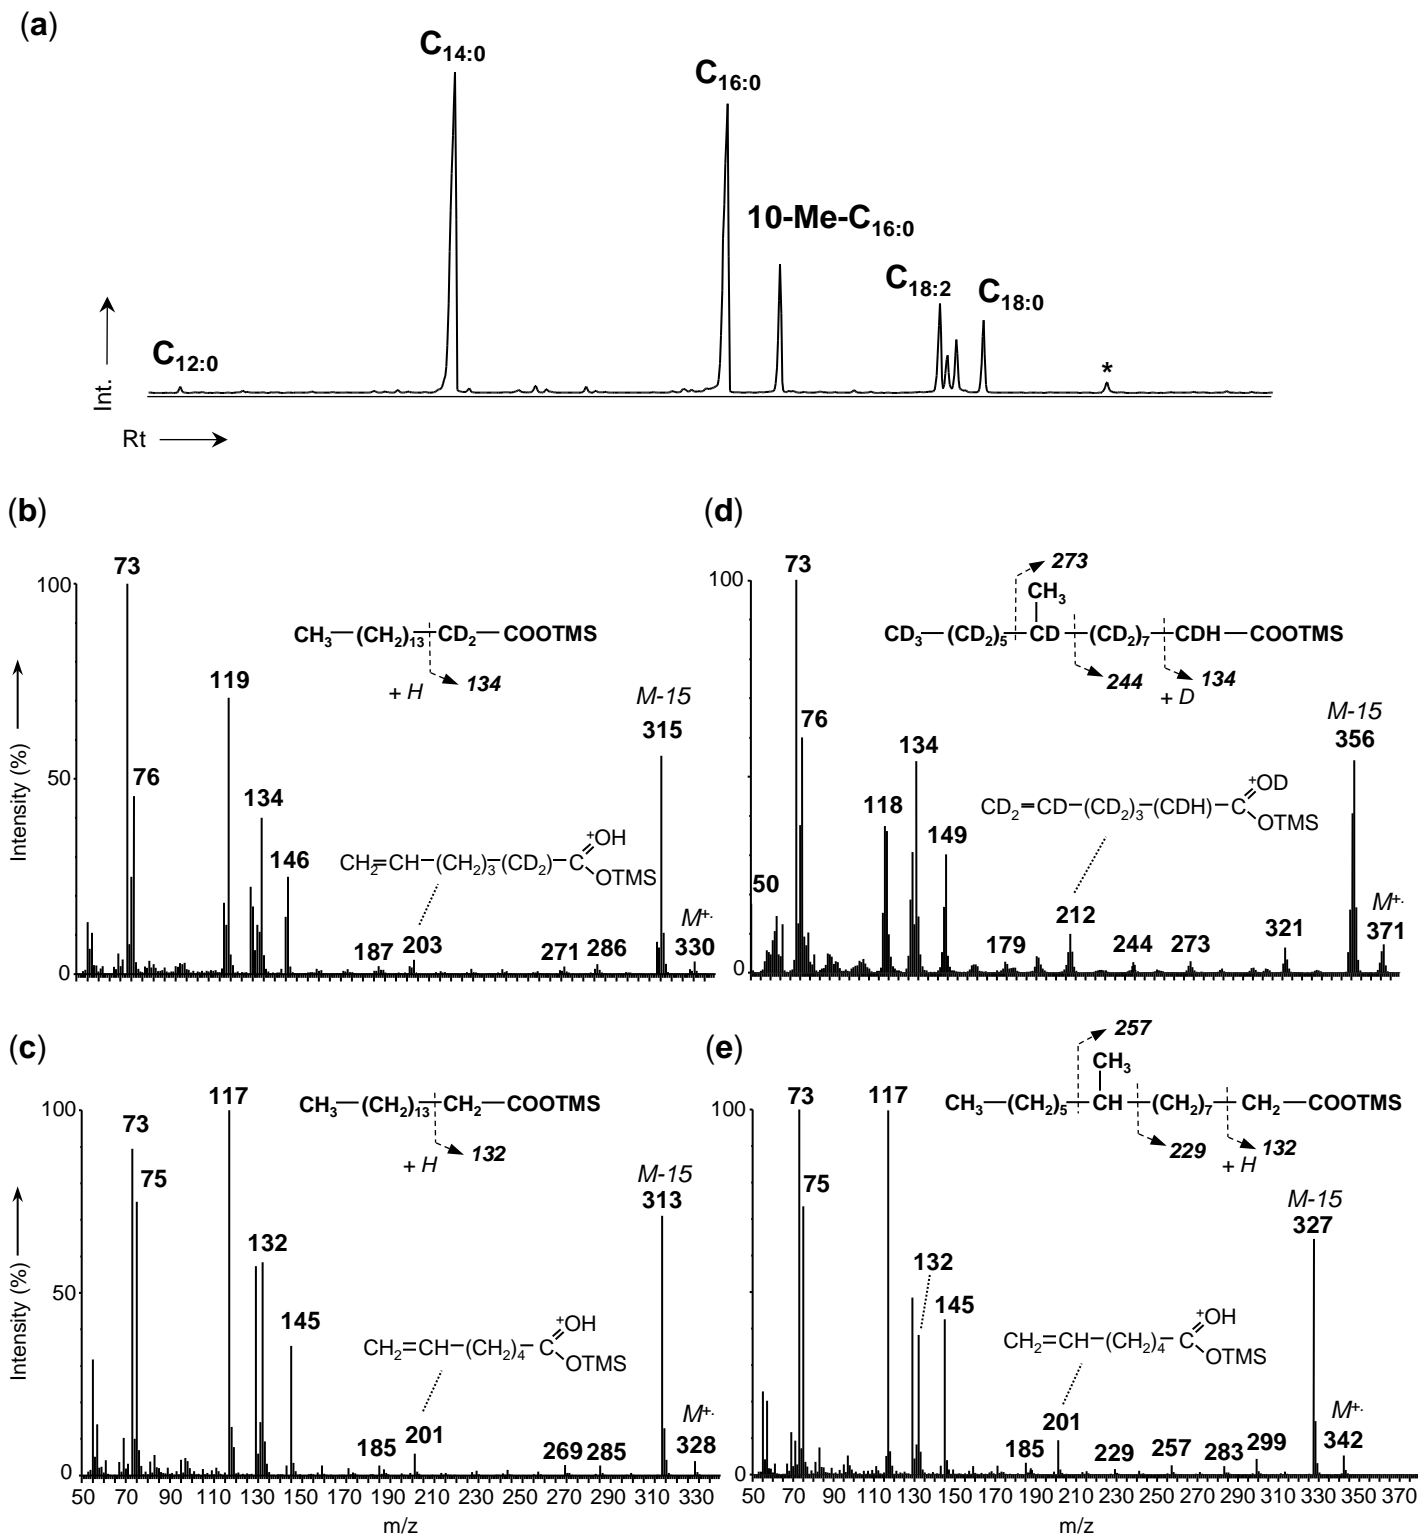 (a)
C14:0
C16:0
10-Me-C16:0
C18:2
C18:0
C12:0
*
Int.
Rt
(b)
73
100
CH3—(CH2)13—CD2—COOTMS
+ H
134
119
M-15
315
76
50
134
146
CH2=CH—(CH2)3—(CD2)—C
+OH
OTMS
187
203
271
286
M+·
330
0
Intensity (%)
(d)
73
100
273
CH3
CD3—(CD2)5—CD—(CD2)7—CDH—COOTMS
244
134
+ D
76
M-15
356
134
118
149
CD2=CD—(CD2)3—(CDH)—C
+OD
OTMS
50
50
179
212
244
273
321
M+·
371
0
(c)
117
100
73
75
CH3—(CH2)13—CH2—COOTMS
+ H
132
M-15
313
132
50
145
CH2=CH—(CH2)4—C
+OH
OTMS
185
201
269
285
M+·
328
0
Intensity (%)
50 70 90 110 130 150 170 190 210 230 250 270 290 310 330
m/z
(e)
73
117
100
257
CH3
CH3—(CH2)5—CH—(CH2)7—CH2—COOTMS
229
+ H
132
75
M-15
327
132
145
50
CH2=CH—(CH2)4—C
+OH
OTMS
185
201
229
257
283
299
M+·
342
0
50 70 90 110 130 150 170 190 210 230 250 270 290 310 330 350 370
m/z